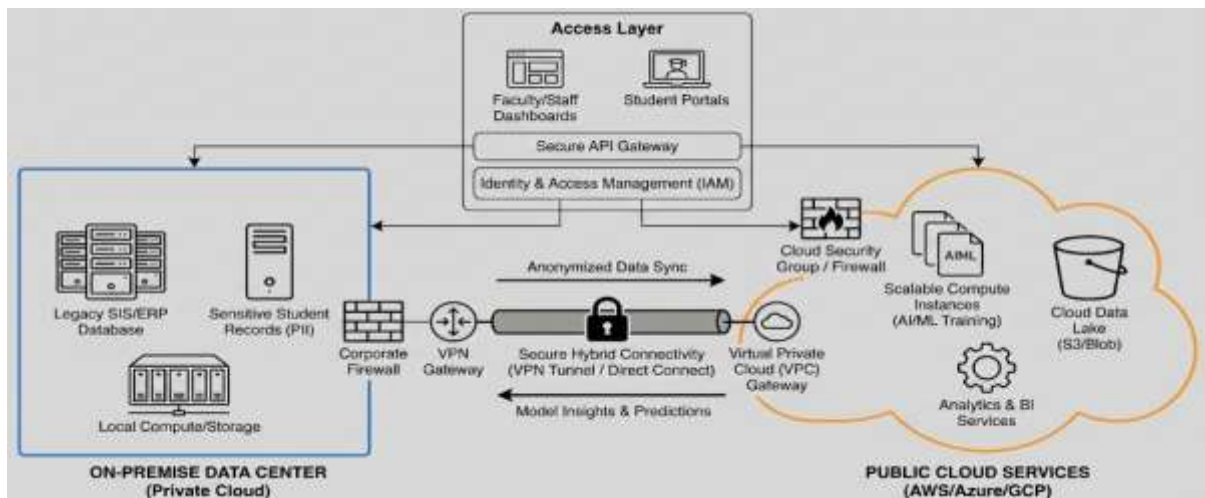 Access Layer
Faculty/Staff
Dashboards
Student Portals
Secure API Gateway
Identity & Access Management (IAM)
Legacy SIS/ERP
Database
Sensitive Student
Records (PII)
Local Compute/Storage
Corporate
Firewall
VPN
Gateway
Anonymized Data Sync
Secure Hybrid Connectivity
(VPN Tunnel / Direct Connect)
Model Insights & Predictions
Virtual Private
Cloud (VPC)
Gateway
Cloud Security
Group / Firewall
AIML
Scalable Compute
Instances
(AI/ML Training)
Cloud Data
Lake
(S3/Blob)
Analytics & BI
Services
ON-PREMISE DATA CENTER
(Private Cloud)
PUBLIC CLOUD SERVICES
(AWS/Azure/GCP)